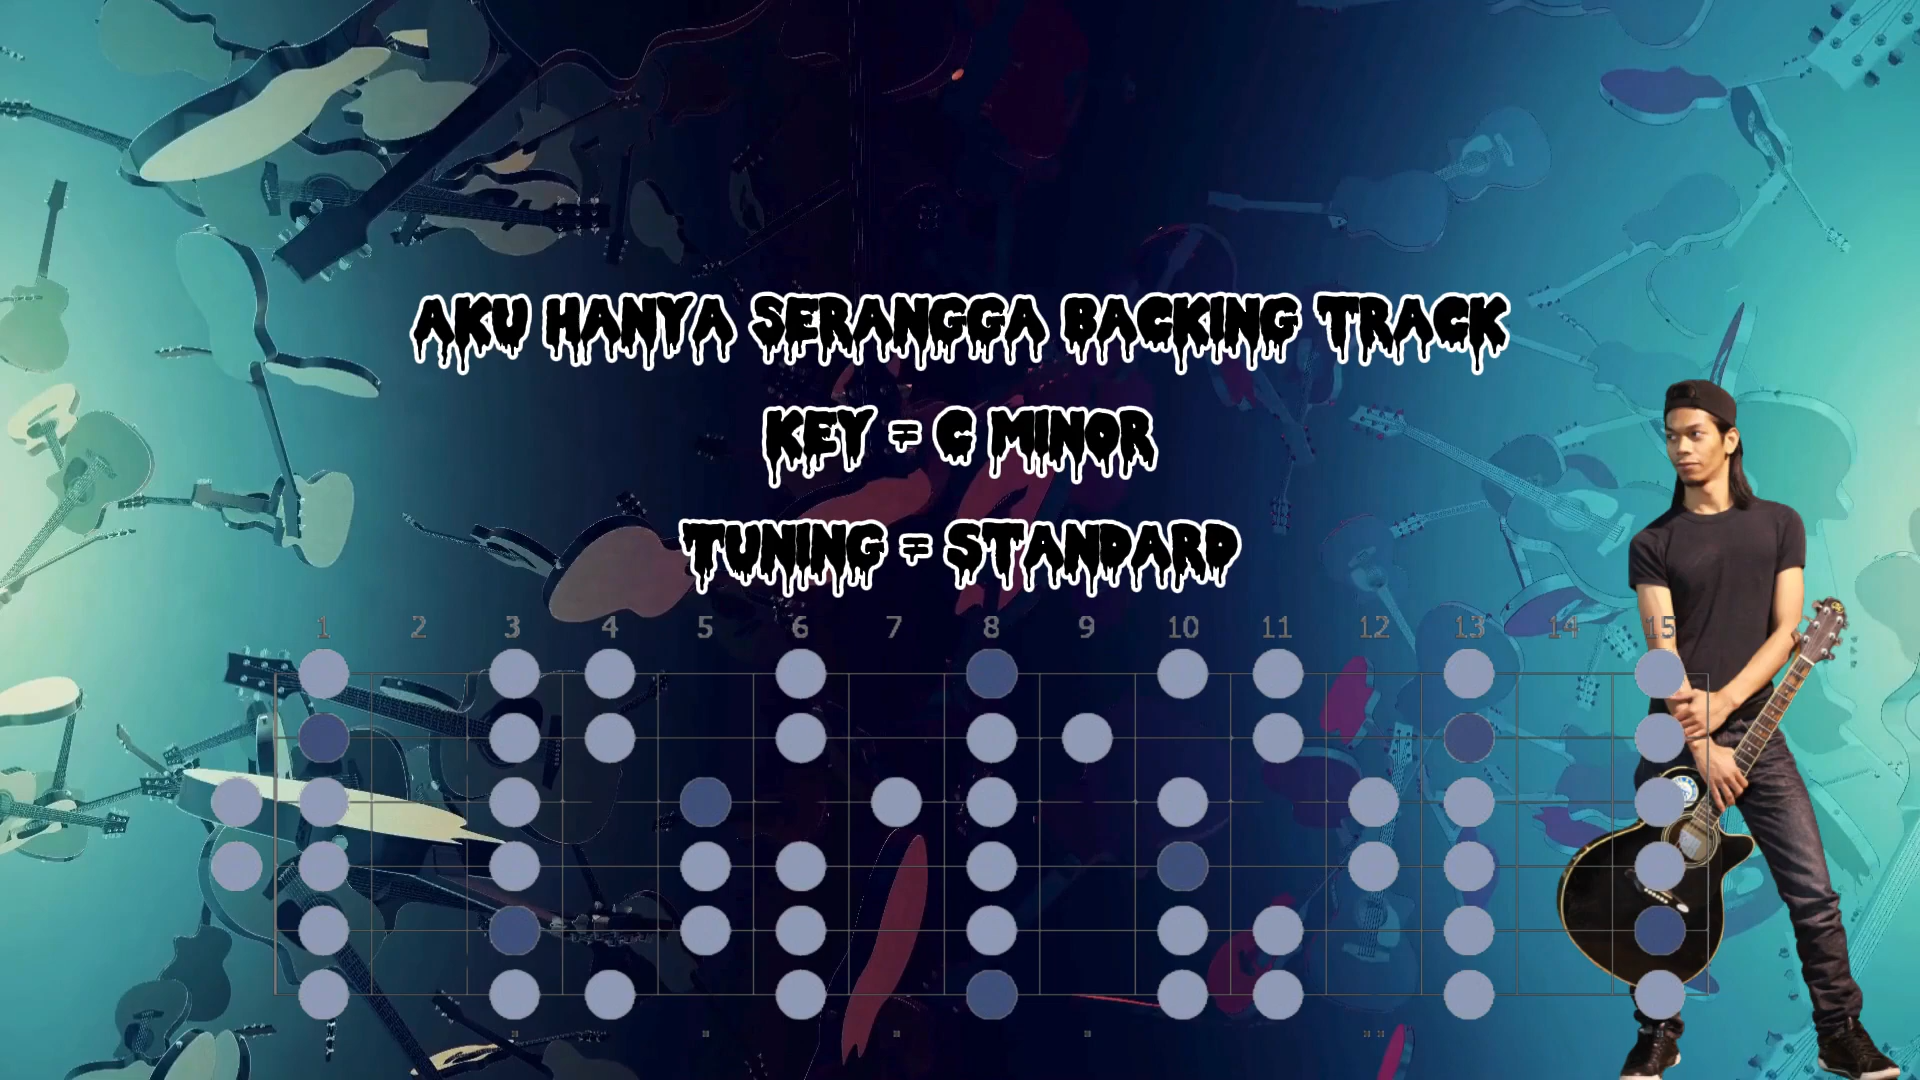 AKU HANYA SERANGGA BACKING TRACK
KEY = C MINOR
TUNING = STANDARD
1 2 3 4 5 6 7 8 9 10 11 12 13 14 15